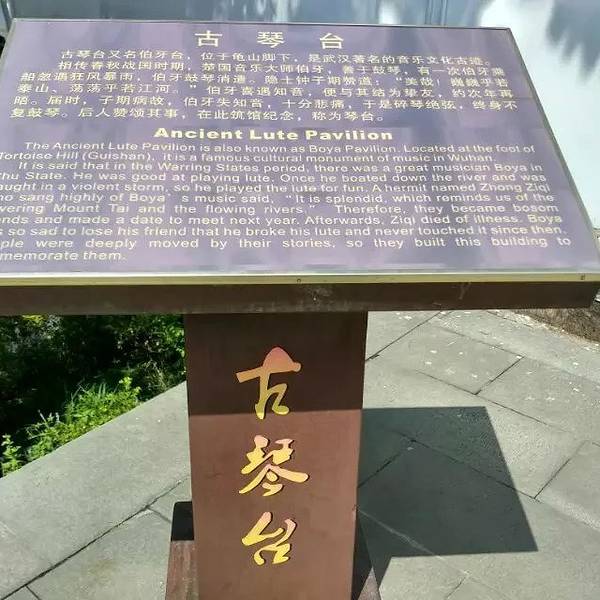 古琴台
古琴台又名伯牙台，位于龟山脚下，是武汉著名的音乐文化古迹。
相传春秋战国时期，楚国音乐大师伯牙，善于鼓琴，有一次伯牙乘
船忽遇狂风暴雨，伯牙鼓琴消遣。隐士钟子期赞道："美哉！巍巍乎若
泰山、荡荡乎若江河。"伯牙喜遇知音，便与其结为挚友，约次年再
晤。届时，子期病故，伯牙失知音，十分悲痛，于是碎琴绝弦，终身不
复鼓琴。后人赞颂其事，在此筑馆纪念，称为琴台。
Ancient Lute Pavilion
The Ancient Lute Pavilion is also known as Boya Pavilion. Located at the foot of
Tortoise Hill (Guishan), it is a famous cultural monument of music in Wuhan.
It is said that in the Warring States period, there was a great musician Boya in
Chu State. He was good at playing lute. Once he boated down the river and was
aught in a violent storm, so he played the lute for fun. A hermit named Zhong Ziqi
ho sang highly of Boya's music said, "It is splendid, which reminds us of the
wering Mount Tai and the flowing rivers." Therefore, they became bosom
ends and made a date to meet next year. Afterwards, Ziqi died of illness. Boya
s so sad to lose his friend that he broke his lute and never touched it since then.
ple were deeply moved by their stories, so they built this building to
memorate them.
古琴台